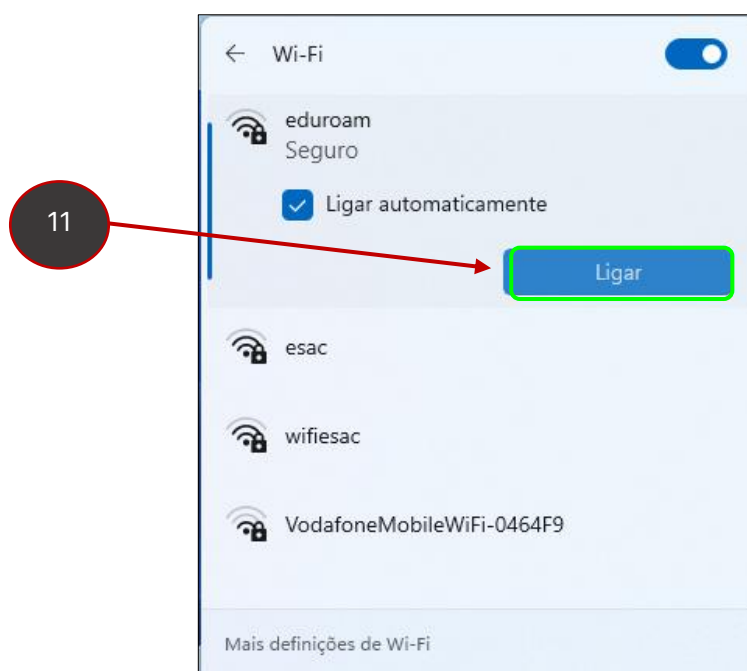 Wi-Fi
eduroam
Seguro
Ligar automaticamente
11
Ligar
esac
wifiesac
VodafoneMobileWiFi-0464F9
Mais definições de Wi-Fi